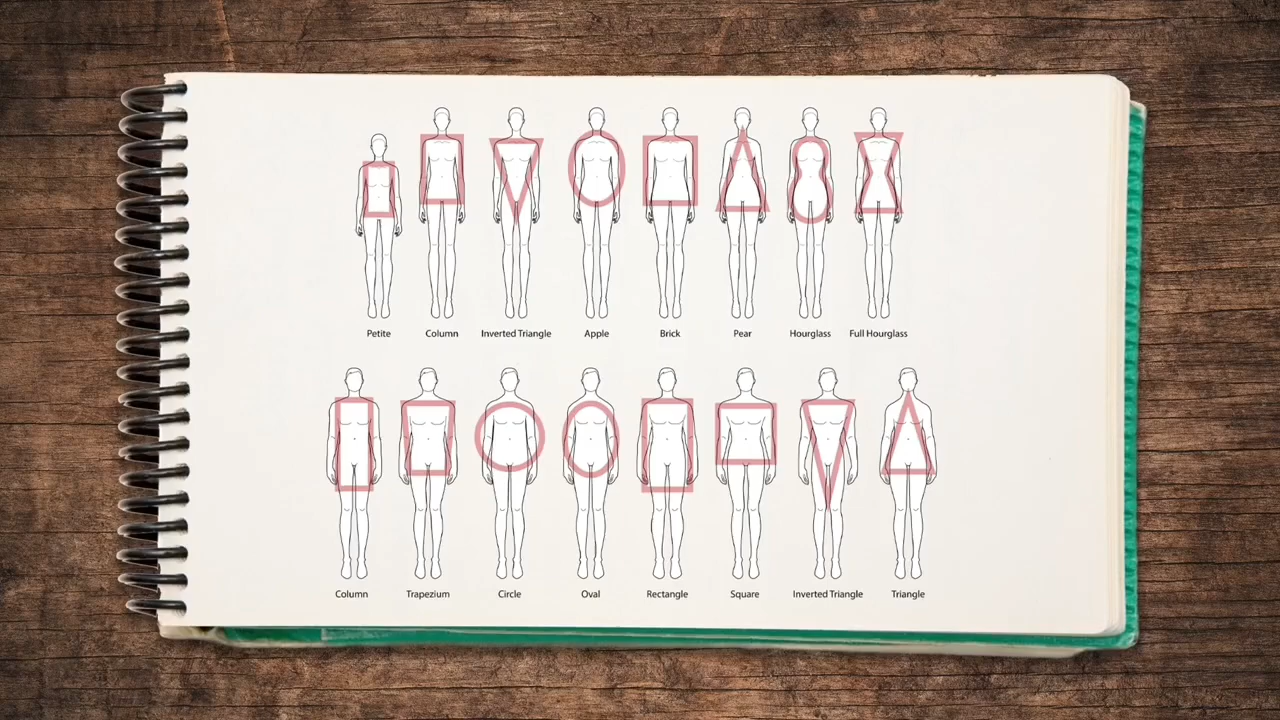 Petite Column Inverted Triangle Apple Brick Pear Hourglass Full Hourglass
Column Trapezium Circle Oval Rectangle Square Inverted Triangle Triangle